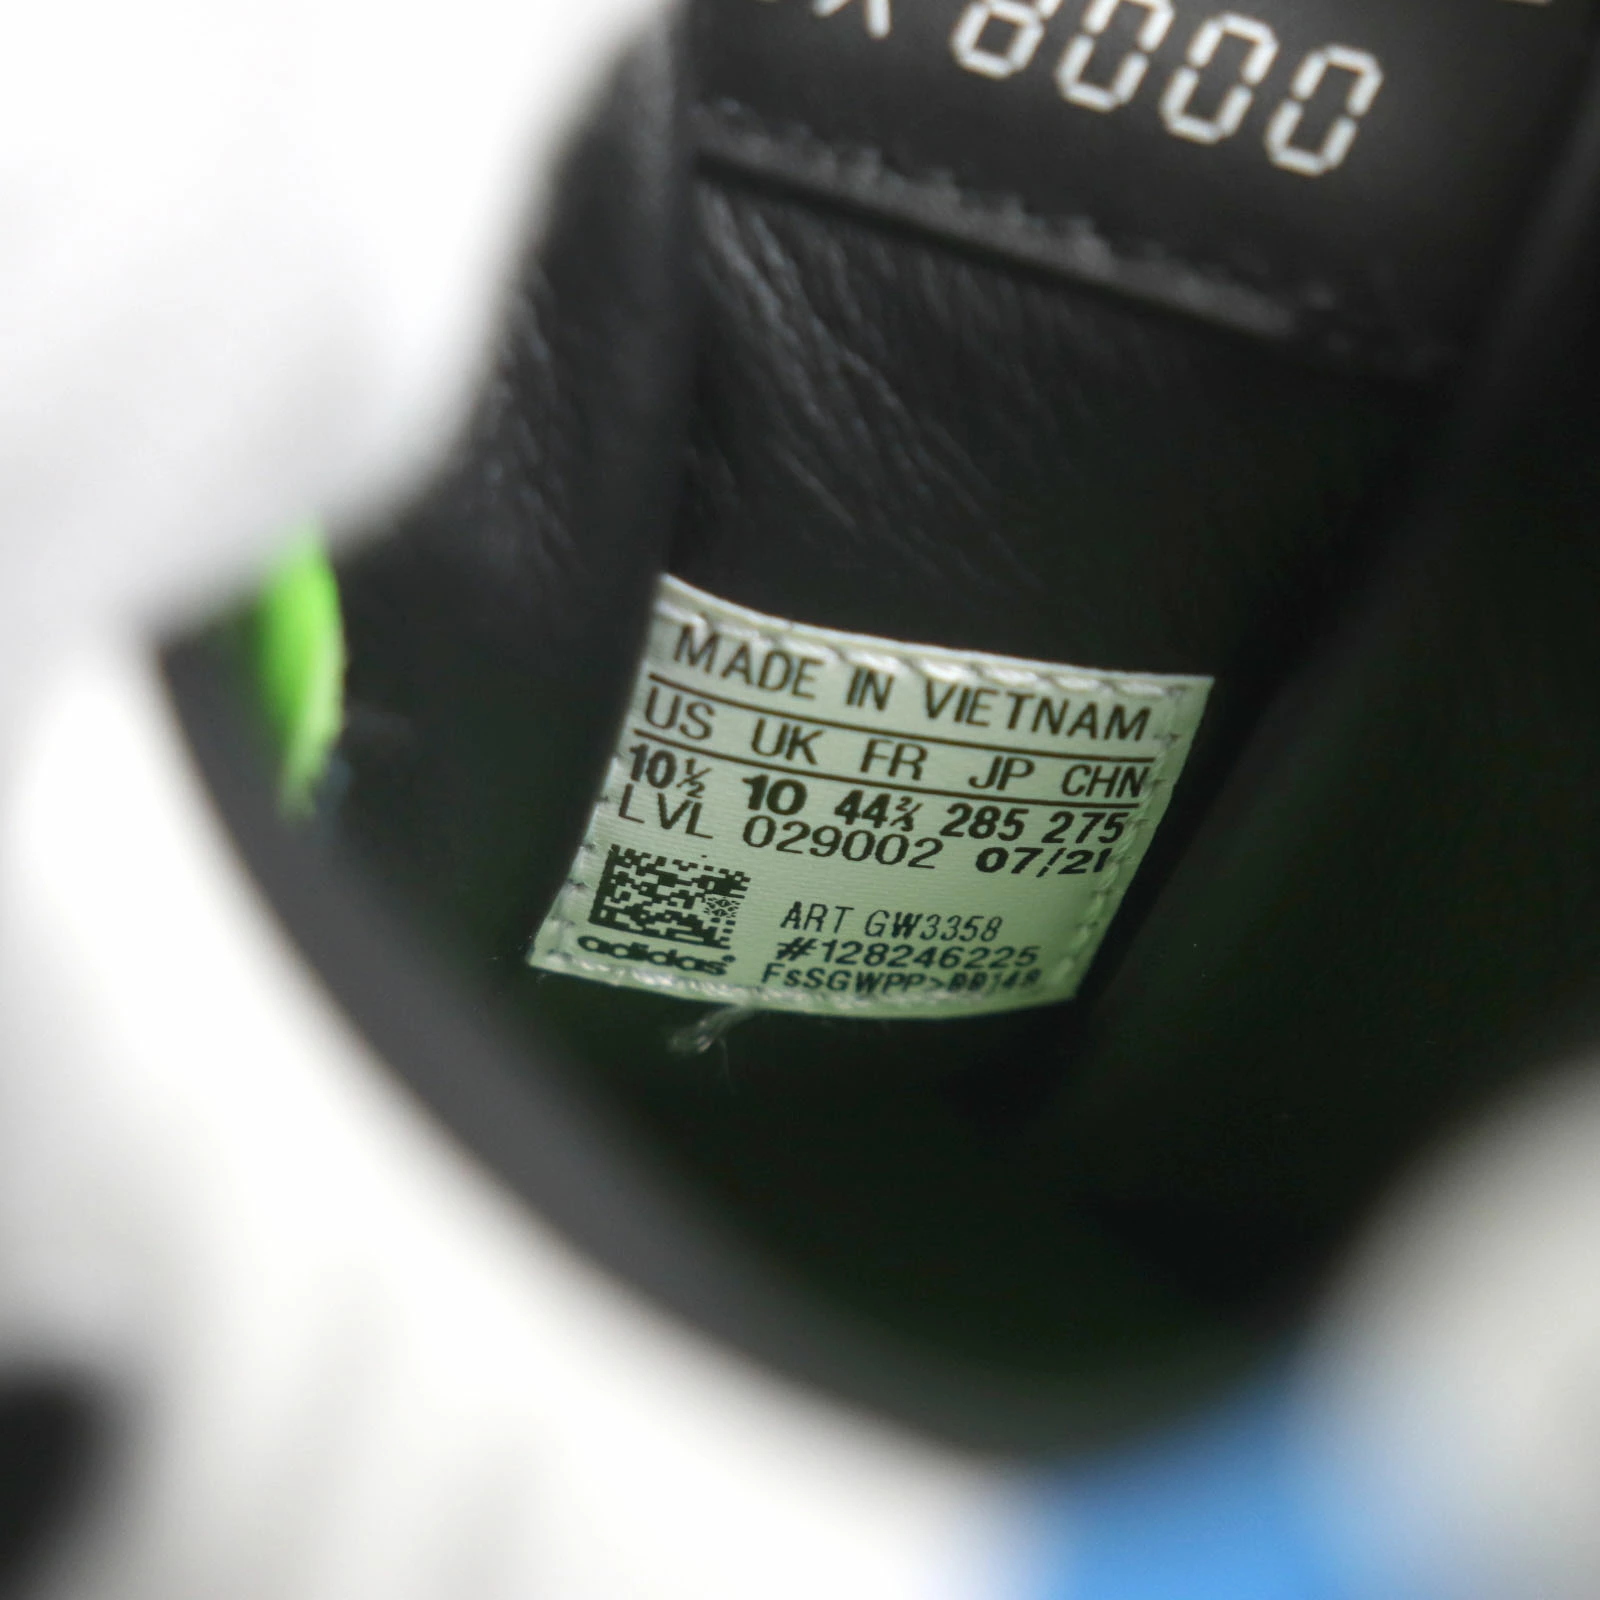 8000
MADE IN VIETNAM
US UK FR JP CHN
10½ 10 44⅔ 285 275
LVL 029002 07/21
ART GW3358
#128246225
adidas